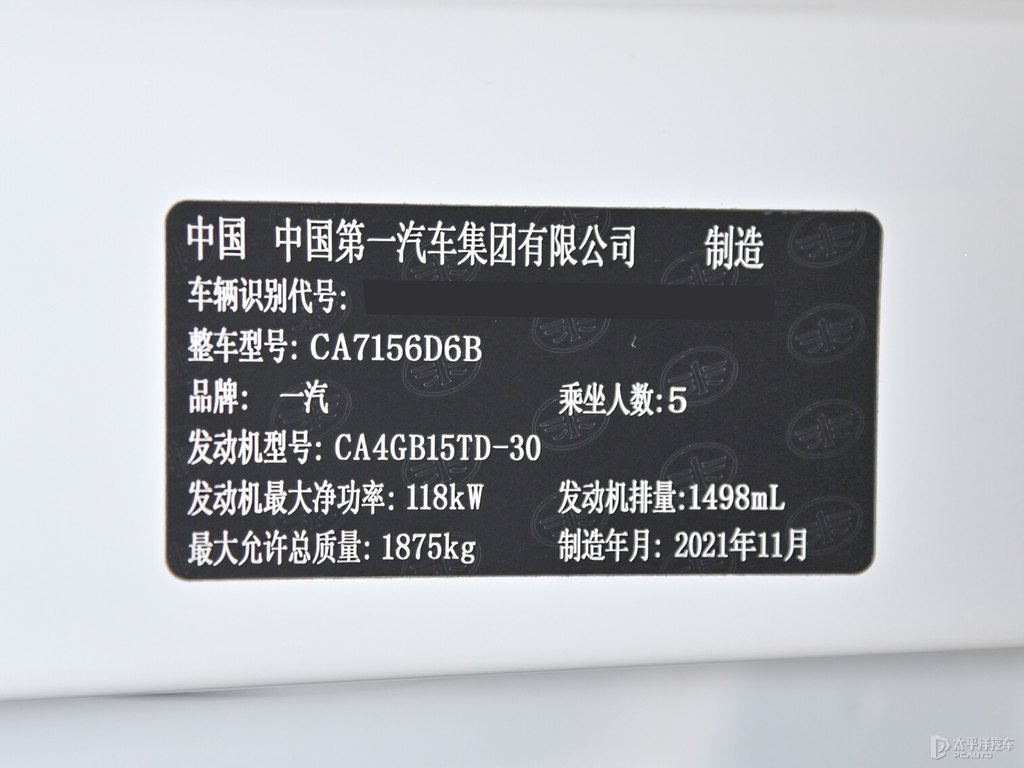 中国 中国第一汽车集团有限公司 制造
车辆识别代号:
整车型号: CA7156D6B
品牌: 一汽 乘坐人数:5
发动机型号: CA4GB15TD-30
发动机最大净功率: 118kW 发动机排量:1498mL
最大允许总质量: 1875kg 制造年月: 2021年11月
太平洋汽车
PCAUTO